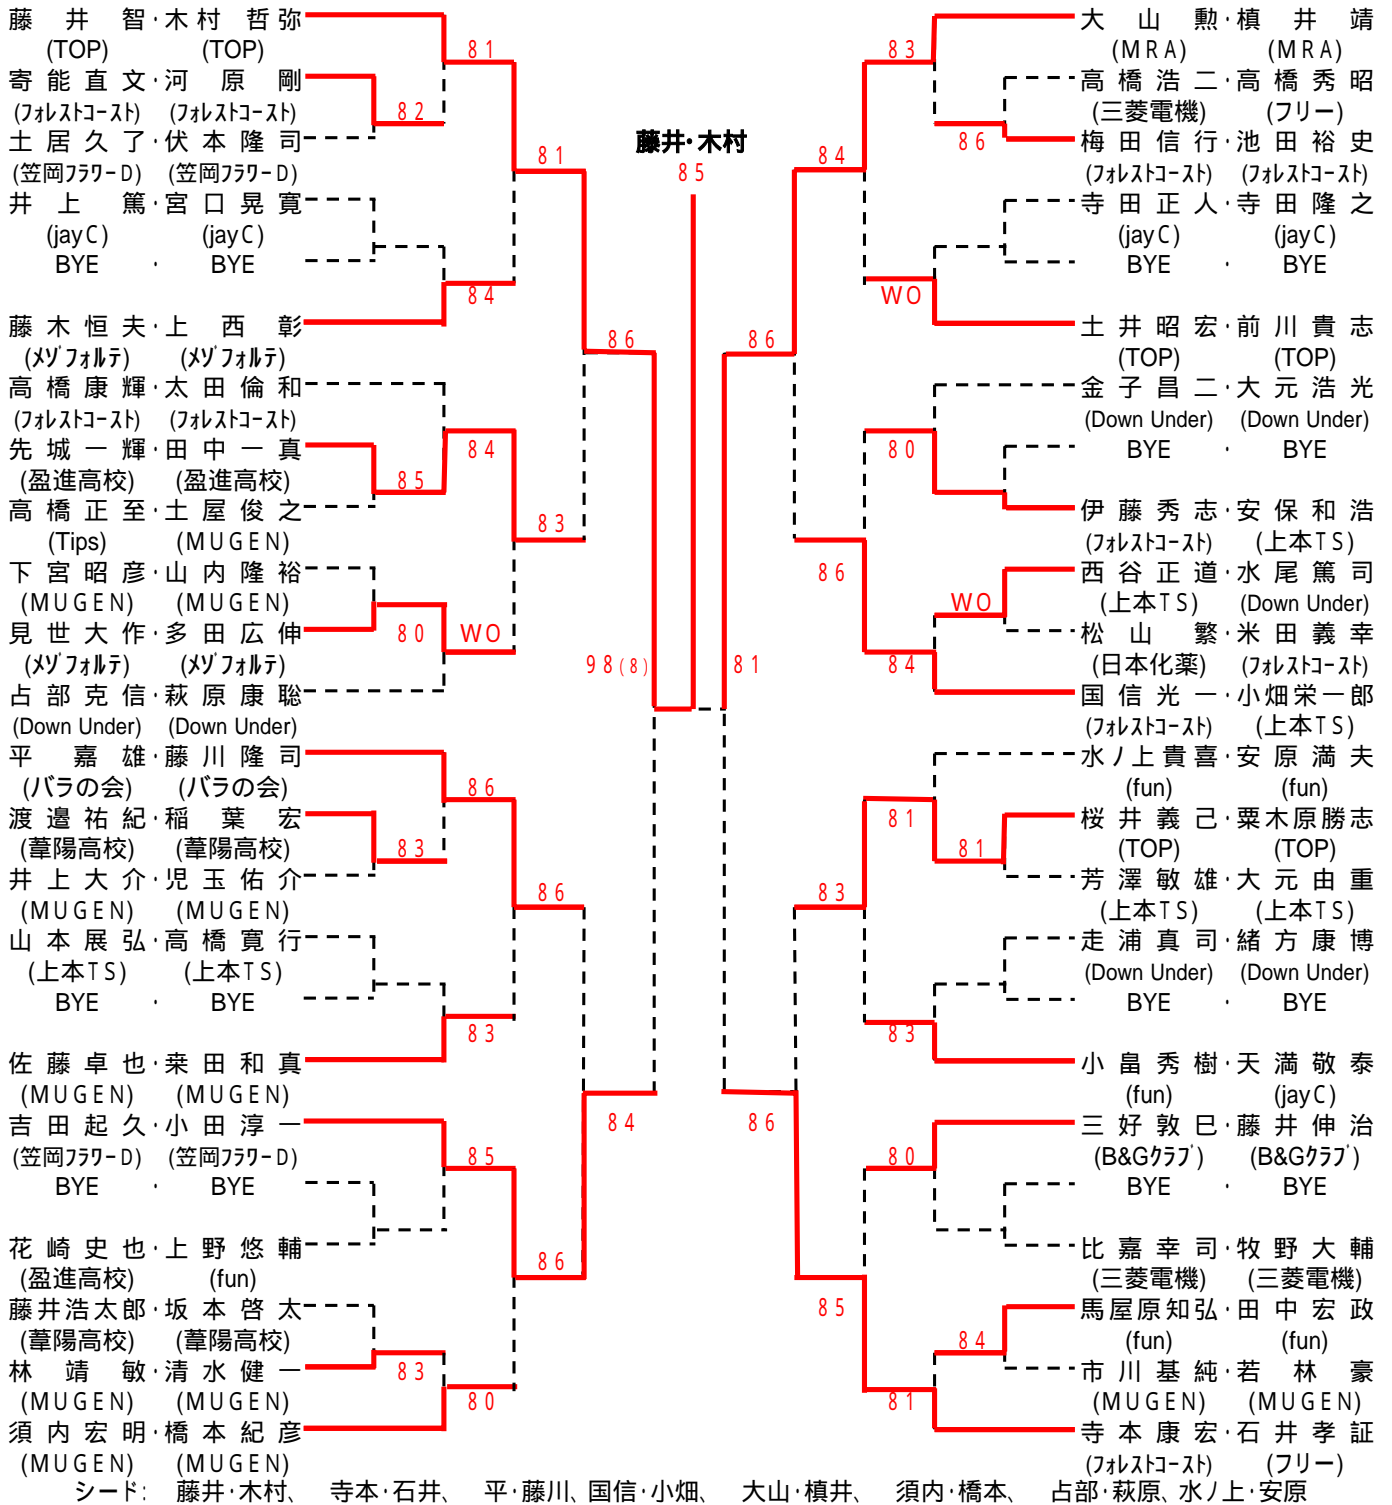 藤井智・木村哲弥
(TOP) (TOP)
81
寄能直文・河原剛
(フォレストコースト) (フォレストコースト)
82
土居久了・伏本隆司
(笠岡フラワーD) (笠岡フラワーD)
81
井上篤・宮口晃寛
(jayC) (jayC)
BYE ・ BYE
84
藤木恒夫・上西彰
(メゾフォルテ) (メゾフォルテ)
86
高橋康輝・太田倫和
(フォレストコースト) (フォレストコースト)
先城一輝・田中一真
84
(盈進高校) (盈進高校)
85
高橋正至・土屋俊之
(Tips) (MUGEN)
83
下宮昭彦・山内隆裕
(MUGEN) (MUGEN)
見世大作・多田広伸
80 WO
(メゾフォルテ) (メゾフォルテ)
98(8)
占部克信・萩原康聡
(Down Under) (Down Under)
平嘉雄・藤川隆司
(バラの会) (バラの会)
86
渡邉祐紀・稲葉宏
(葦陽高校) (葦陽高校)
83
井上大介・児玉佑介
(MUGEN) (MUGEN)
86
山本展弘・高橋寛行
(上本TS) (上本TS)
BYE ・ BYE
83
佐藤卓也・桒田和真
(MUGEN) (MUGEN)
吉田起久・小田淳一
84
(笠岡フラワーD) (笠岡フラワーD)
85
BYE ・ BYE
花崎史也・上野悠輔
(盈進高校) (fun)
86
藤井浩太郎・坂本啓太
(葦陽高校) (葦陽高校)
林靖敏・清水健一
83
(MUGEN) (MUGEN)
80
須内宏明・橋本紀彦
(MUGEN) (MUGEN)
藤井・木村
85
大山勲・槙井靖
(MRA) (MRA)
83
高橋浩二・高橋秀昭
(三菱電機) (フリー)
86
梅田信行・池田裕史
(フォレストコースト) (フォレストコースト)
84
寺田正人・寺田隆之
(jayC) (jayC)
BYE ・ BYE
WO
土井昭宏・前川貴志
(TOP) (TOP)
86
金子昌二・大元浩光
(Down Under) (Down Under)
BYE ・ BYE
80
伊藤秀志・安保和浩
(フォレストコースト) (上本TS)
西谷正道・水尾篤司
86
(上本TS) (Down Under)
WO
松山繁・米田義幸
(日本化薬) (フォレストコースト)
81
84
国信光一・小畑栄一郎
(フォレストコースト) (上本TS)
水ノ上貴喜・安原満夫
(fun) (fun)
桜井義己・粟木原勝志
81
(TOP) (TOP)
81
芳澤敏雄・大元由重
(上本TS) (上本TS)
83
走浦真司・緒方康博
(Down Under) (Down Under)
BYE ・ BYE
83
小畠秀樹・天満敬泰
(fun) (jayC)
三好敦巳・藤井伸治
86
(B&Gクラブ) (B&Gクラブ)
80
BYE ・ BYE
比嘉幸司・牧野大輔
(三菱電機) (三菱電機)
馬屋原知弘・田中宏政
85
(fun) (fun)
84
市川基純・若林豪
(MUGEN) (MUGEN)
81
寺本康宏・石井孝証
(フォレストコースト) (フリー)
シード: 藤井・木村、 寺本・石井、 平・藤川、国信・小畑、 大山・槙井、 須内・橋本、 占部・萩原、水ノ上・安原